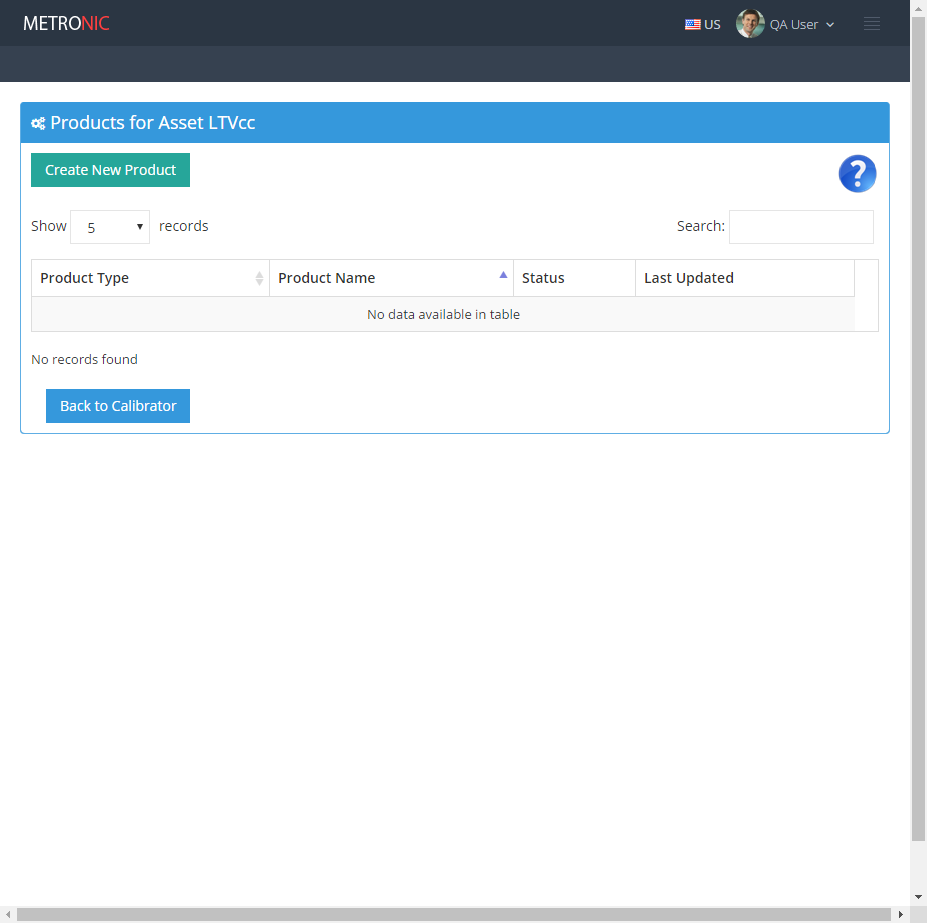 METRONIC
US
QA User
Products for Asset LTVcc
Create New Product
?
Show 5 records
Search:
Product Type Product Name Status Last Updated
No data available in table
No records found
Back to Calibrator